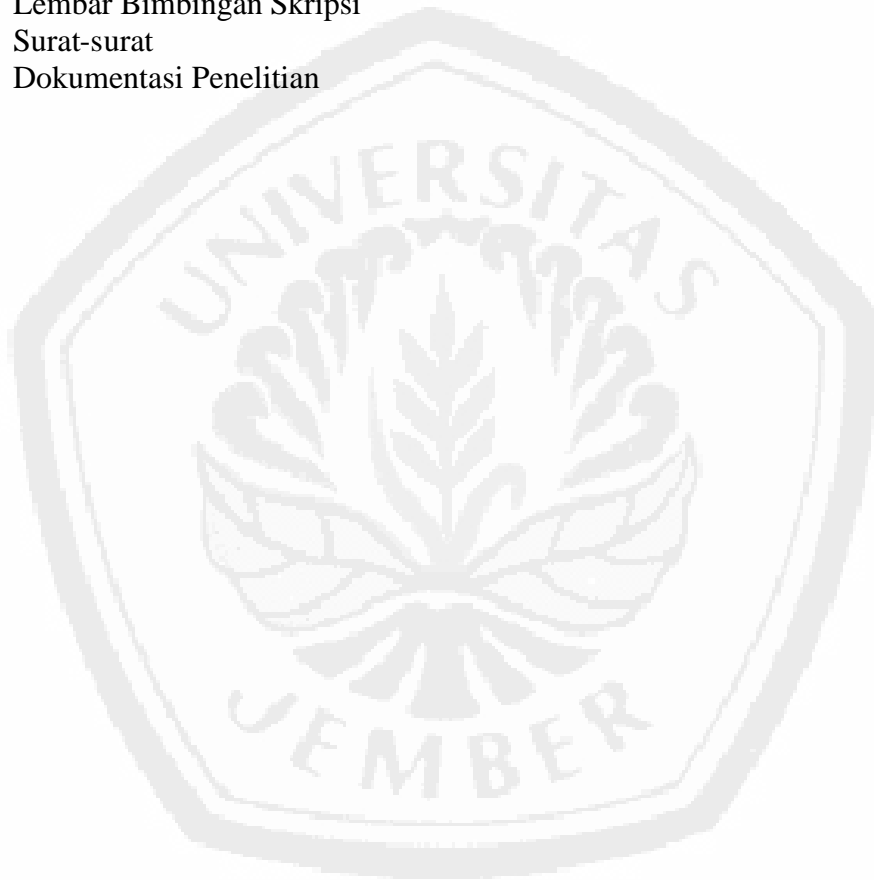 Lembar Bimbingan Skripsi
Surat-surat
Dokumentasi Penelitian
UNIVERSITAS
JEMBER